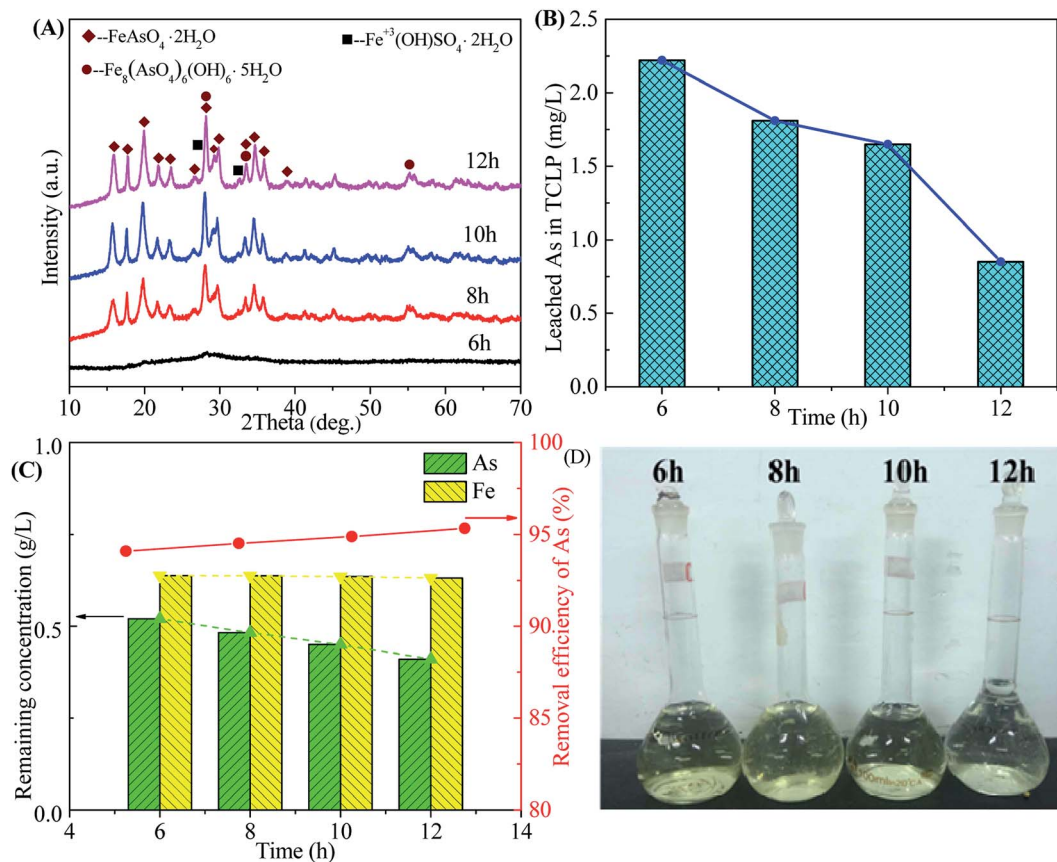 (A)
◆--FeAsO₄·2H₂O
■--Fe⁺³(OH)SO₄·2H₂O
●--Fe₈(AsO₄)₆(OH)₆·5H₂O
12h
10h
8h
6h
Intensity (a.u.)
10 20 30 40 50 60 70
2Theta (deg.)
(B)
Leached As in TCLP (mg/L)
2.5
2.0
1.5
1.0
0.5
0.0
6 8 10 12
Time (h)
(C)
As
Fe
Remaining concentration (g/L)
1.0
0.5
0.0
100
95
90
85
80
Removal efficiency of As (%)
4 6 8 10 12 14
Time (h)
(D)
6h 8h 10h 12h